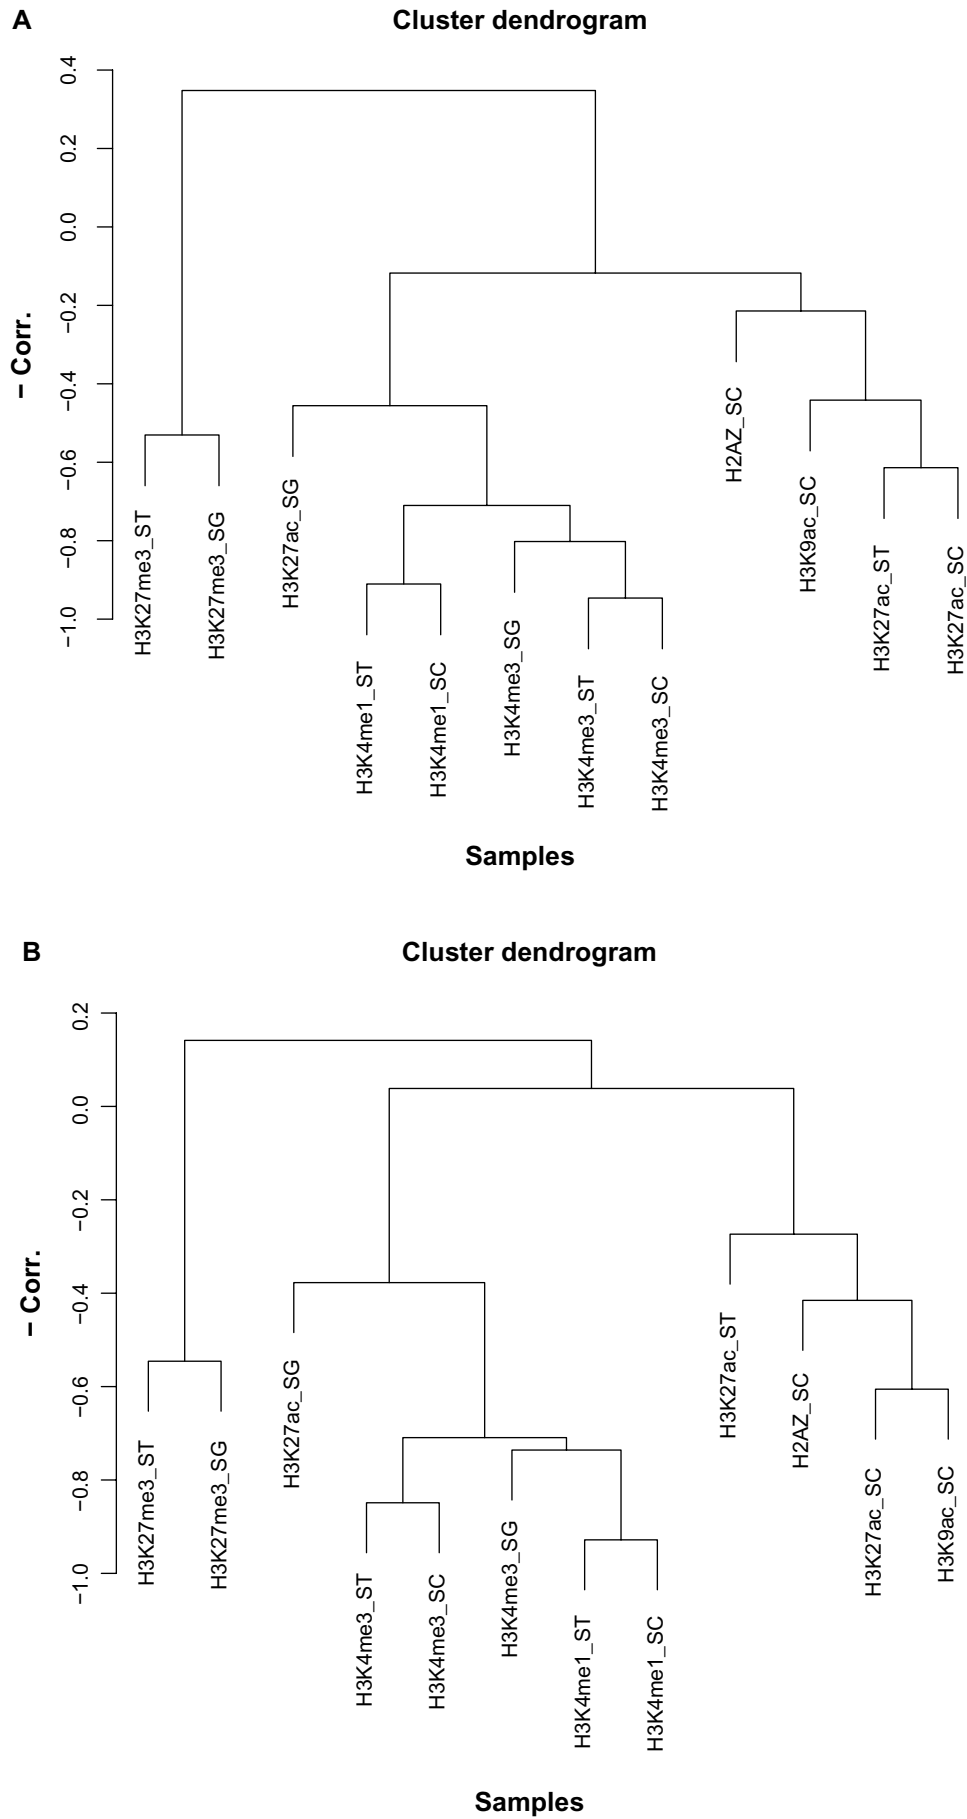 A
Cluster dendrogram
0.4
0.2
0.0
−0.2
−0.4
−0.6
−0.8
−1.0
− Corr.
H3K27me3_ST
H3K27me3_SG
H3K27ac_SG
H3K4me1_ST
H3K4me1_SC
H3K4me3_SG
H3K4me3_ST
H3K4me3_SC
H2AZ_SC
H3K9ac_SC
H3K27ac_ST
H3K27ac_SC
Samples
B
Cluster dendrogram
0.2
0.0
−0.2
−0.4
−0.6
−0.8
−1.0
− Corr.
H3K27me3_ST
H3K27me3_SG
H3K27ac_SG
H3K4me3_ST
H3K4me3_SC
H3K4me3_SG
H3K4me1_ST
H3K4me1_SC
H3K27ac_ST
H2AZ_SC
H3K27ac_SC
H3K9ac_SC
Samples